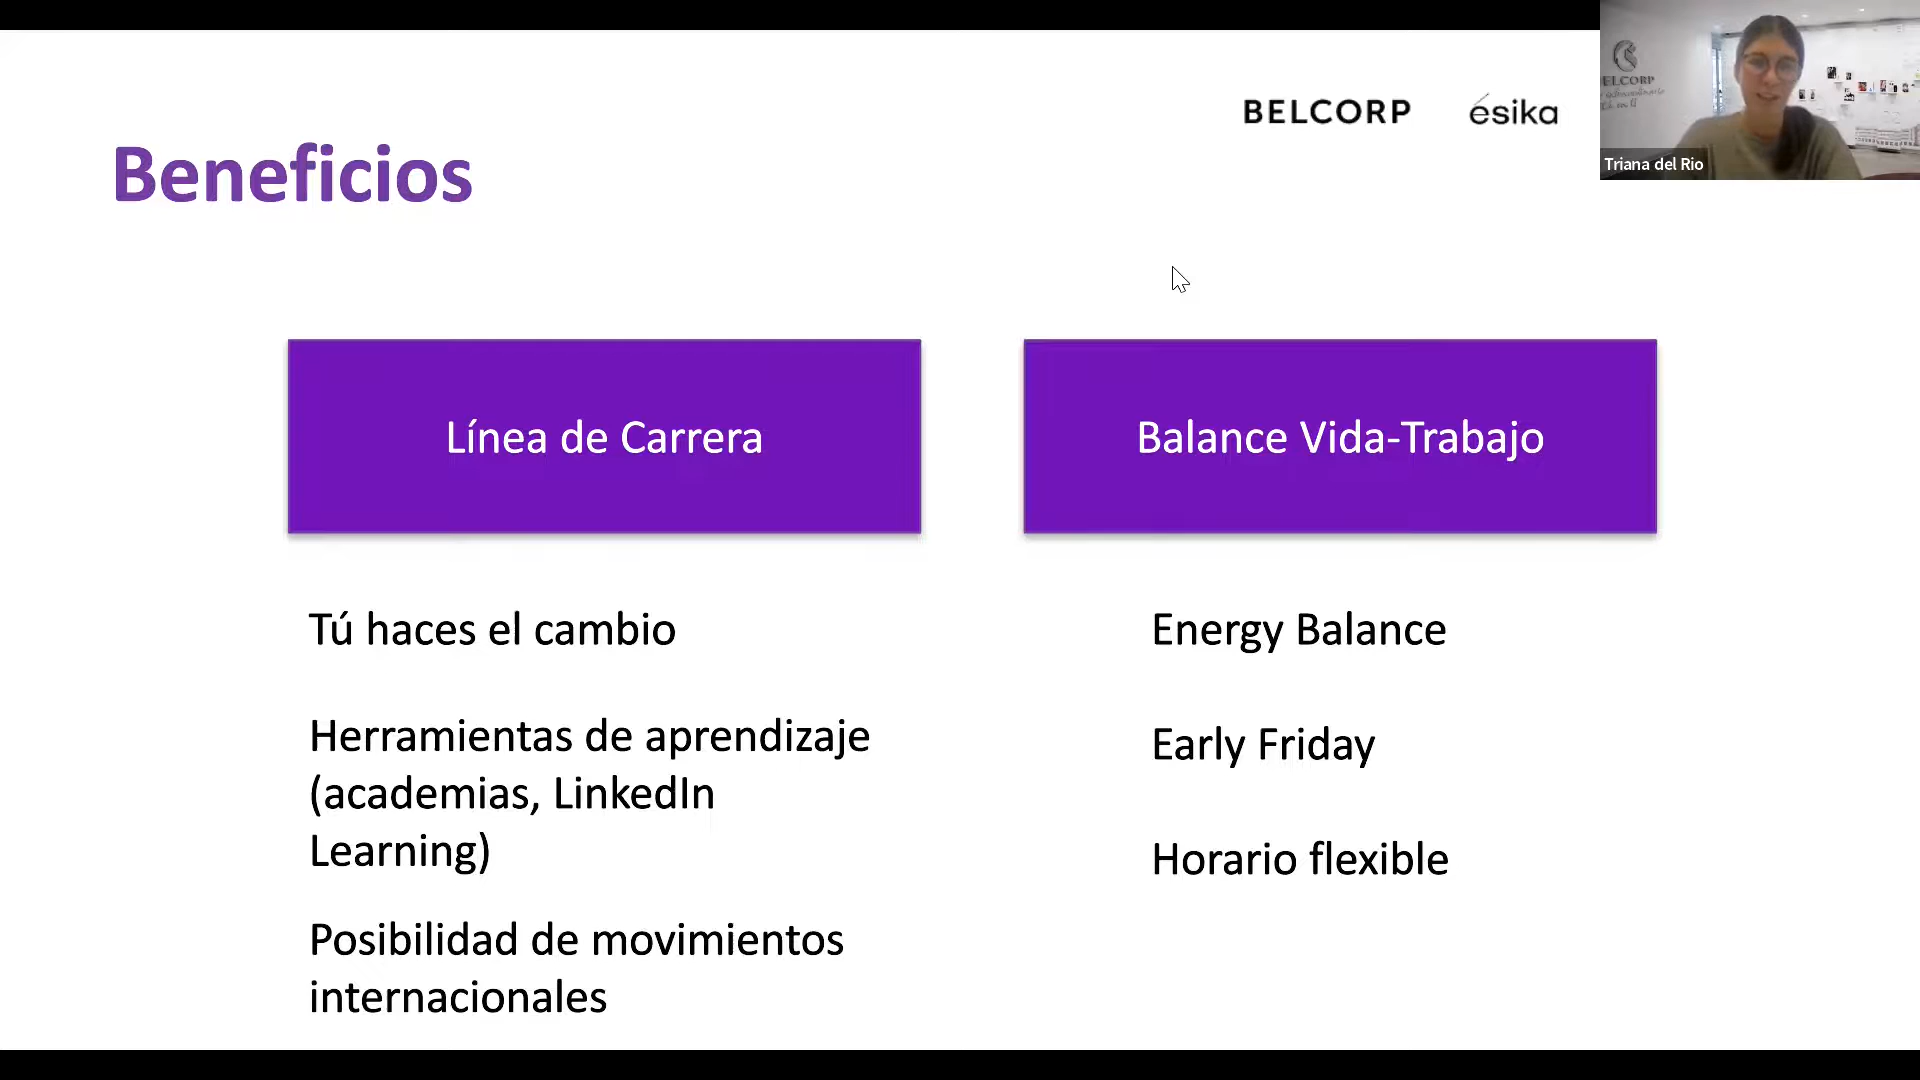 BELCORP
ésika
Triana del Rio
Beneficios
Línea de Carrera
Tú haces el cambio
Herramientas de aprendizaje
(academias, LinkedIn
Learning)
Posibilidad de movimientos
internacionales
Balance Vida-Trabajo
Energy Balance
Early Friday
Horario flexible